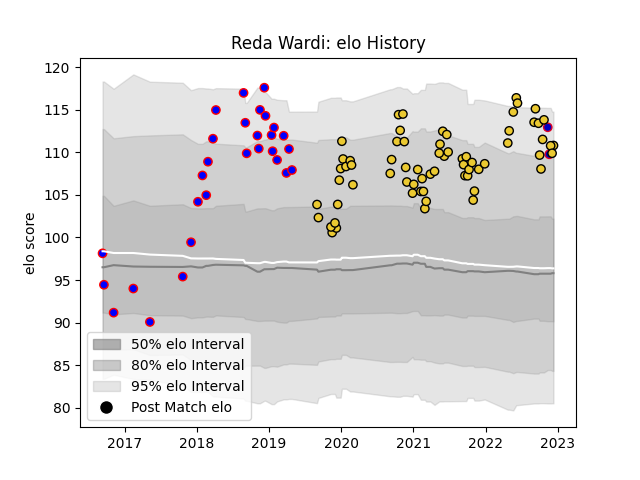 Reda Wardi: elo History
elo score
120
115
110
105
100
95
90
85
80
50% elo Interval
80% elo Interval
95% elo Interval
Post Match elo
2017 2018 2019 2020 2021 2022 2023